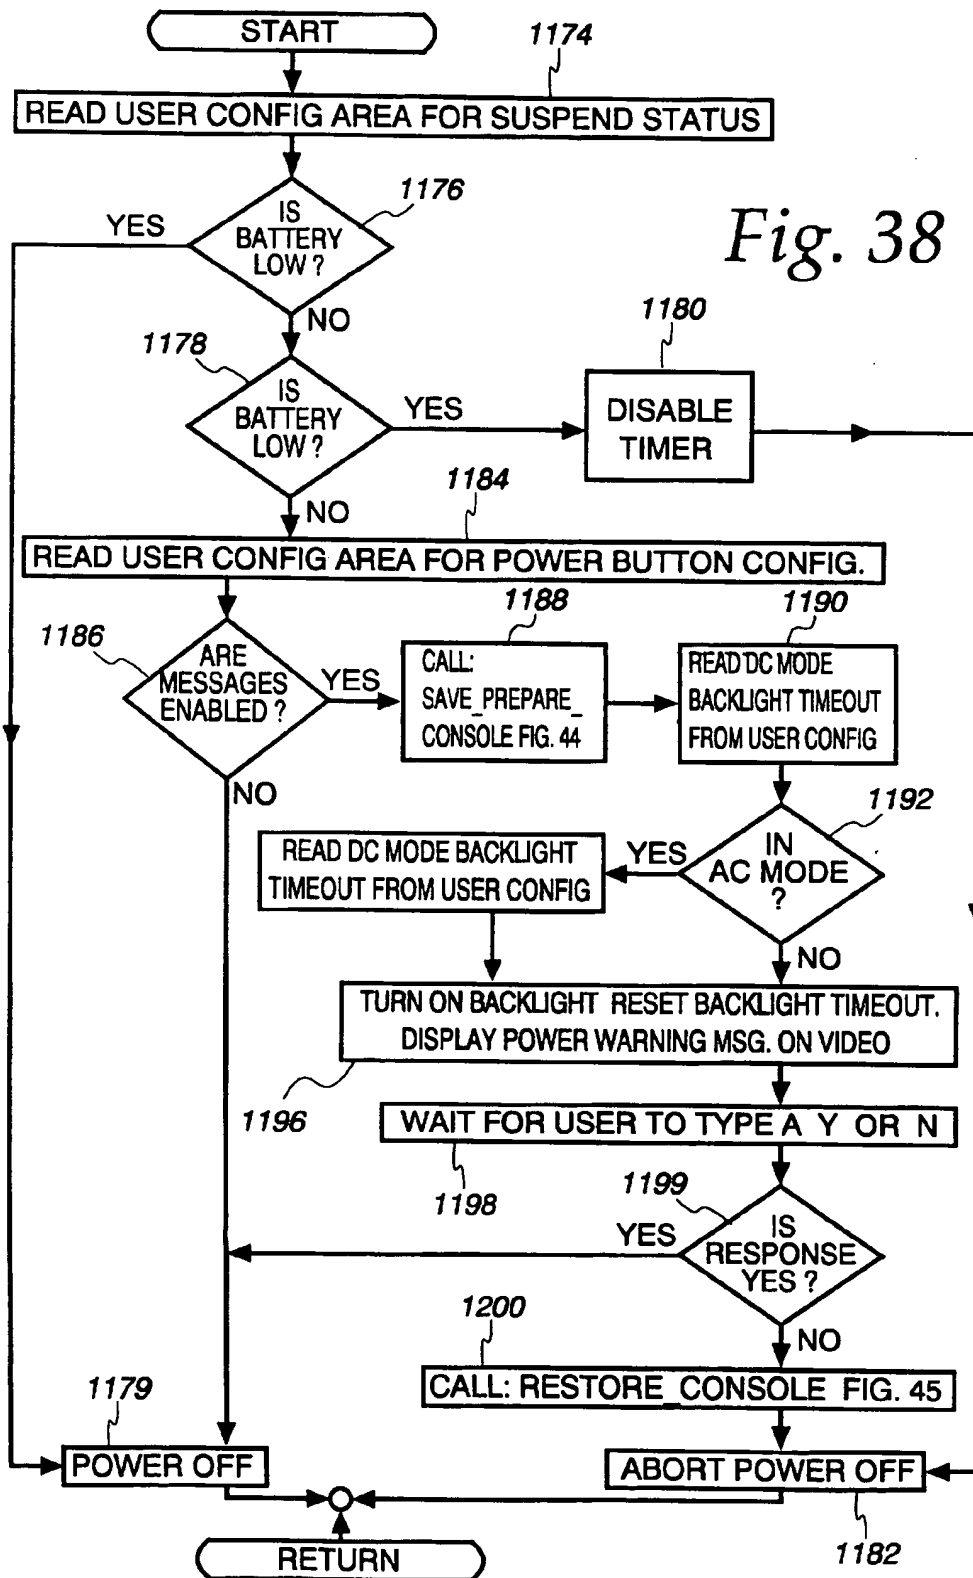 START
1174
READ USER CONFIG AREA FOR SUSPEND STATUS
1176
IS
BATTERY
LOW ?
YES
NO
Fig. 38
1178
IS
BATTERY
LOW ?
YES
NO
1180
DISABLE
TIMER
1184
READ USER CONFIG AREA FOR POWER BUTTON CONFIG.
1186
ARE
MESSAGES
ENABLED ?
YES
NO
1188
CALL:
SAVE_PREPARE_
CONSOLE FIG. 44
1190
READ DC MODE
BACKLIGHT TIMEOUT
FROM USER CONFIG
1192
IN
AC MODE
?
YES
NO
READ DC MODE BACKLIGHT
TIMEOUT FROM USER CONFIG
TURN ON BACKLIGHT RESET BACKLIGHT TIMEOUT.
DISPLAY POWER WARNING MSG. ON VIDEO
1196
WAIT FOR USER TO TYPE A Y OR N
1198
1199
IS
RESPONSE
YES ?
YES
NO
1200
CALL: RESTORE_CONSOLE FIG. 45
1179
POWER OFF
ABORT POWER OFF
1182
RETURN